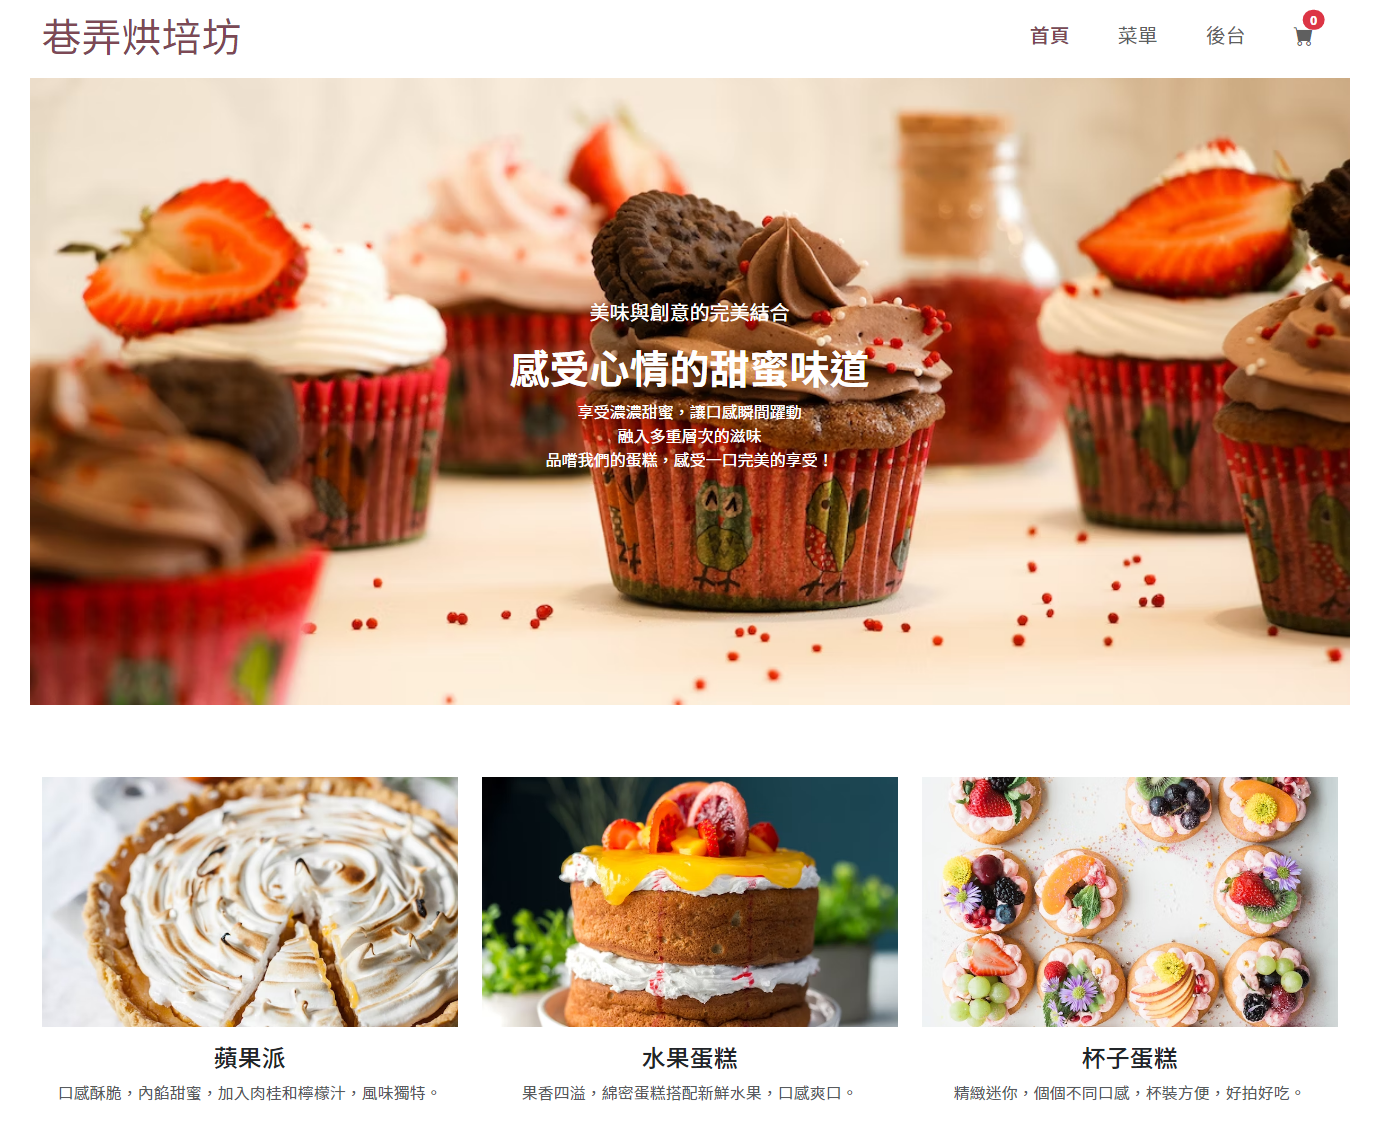 巷弄烘培坊
首頁
菜單
後台
0
美味與創意的完美結合
感受心情的甜蜜味道
享受濃濃甜蜜，讓口感瞬間躍動
融入多重層次的滋味
品嚐我們的蛋糕，感受一口完美的享受！
蘋果派
口感酥脆，內餡甜蜜，加入肉桂和檸檬汁，風味獨特。
水果蛋糕
果香四溢，綿密蛋糕搭配新鮮水果，口感爽口。
杯子蛋糕
精緻迷你，個個不同口感，杯裝方便，好拍好吃。